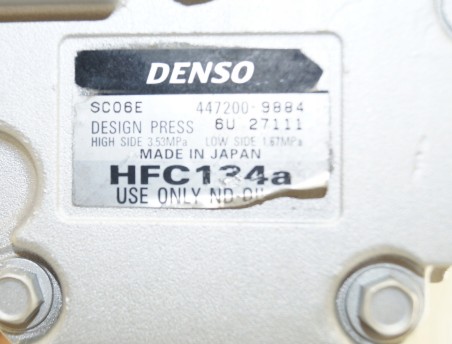 DENSO
SC06E 447200-9884
DESIGN PRESS 6U 27111
HIGH SIDE 3.53MPa LOW SIDE 1.67MPa
MADE IN JAPAN
HFC134a
USE ONLY ND-OIL